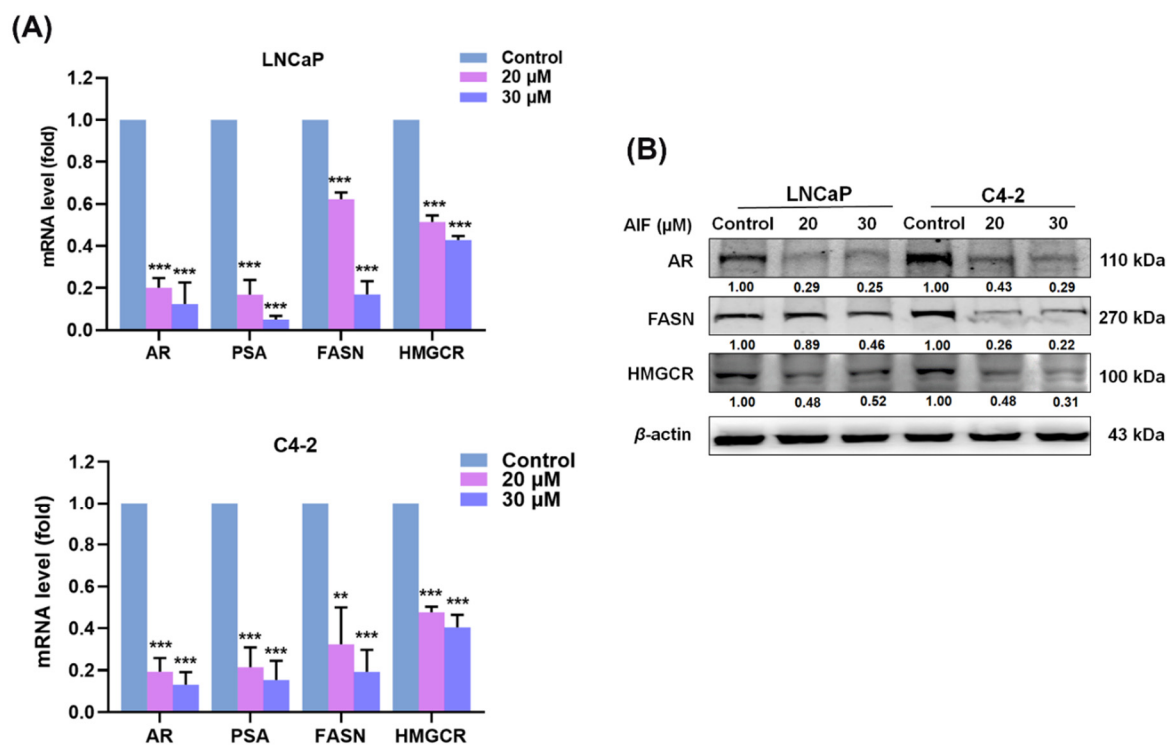 (A)
LNCaP
Control
20 µM
30 µM
mRNA level (fold)
1.2
1.0
0.8
0.6
0.4
0.2
0.0
*** *** *** *** *** *** *** ***
AR PSA FASN HMGCR
C4-2
Control
20 µM
30 µM
mRNA level (fold)
1.2
1.0
0.8
0.6
0.4
0.2
0.0
*** *** *** *** ** *** *** ***
AR PSA FASN HMGCR
(B)
LNCaP C4-2
AIF (µM) Control 20 30 Control 20 30
AR 110 kDa
1.00 0.29 0.25 1.00 0.43 0.29
FASN 270 kDa
1.00 0.89 0.46 1.00 0.26 0.22
HMGCR 100 kDa
1.00 0.48 0.52 1.00 0.48 0.31
β-actin 43 kDa